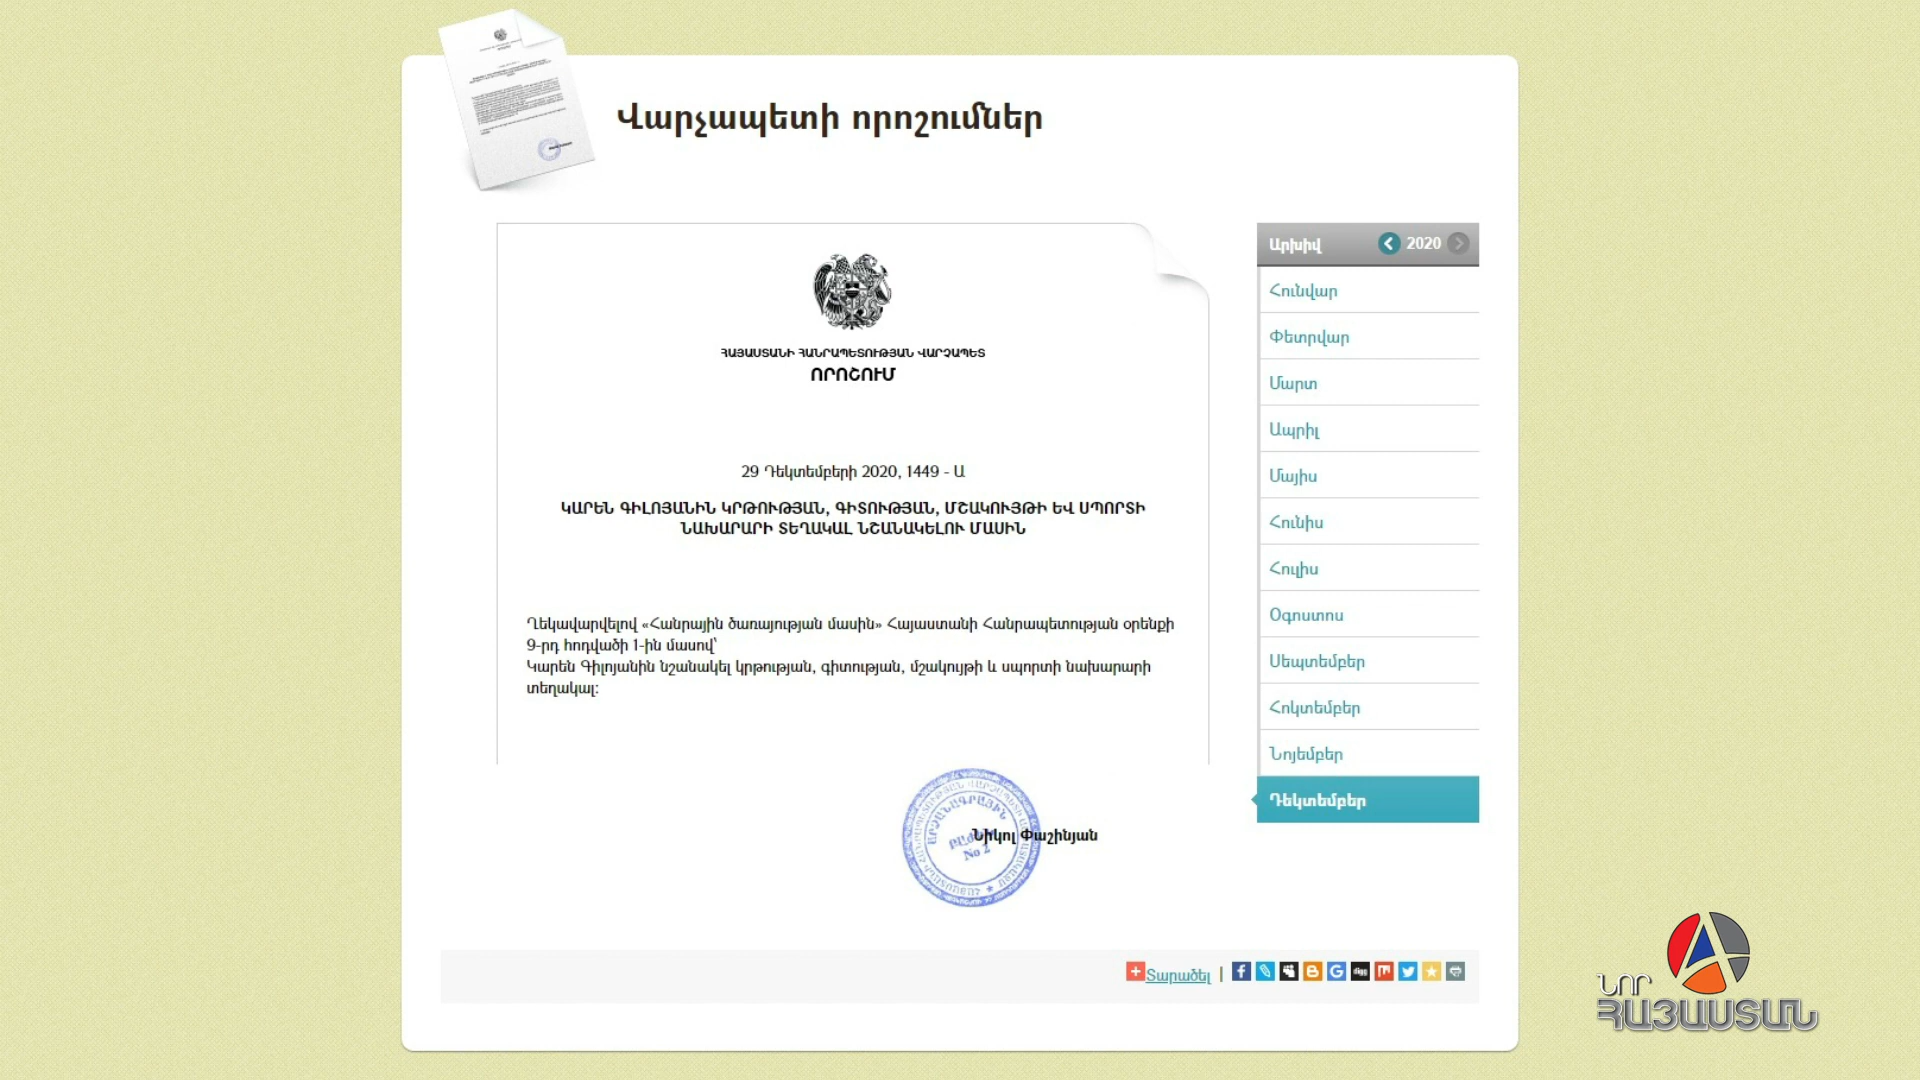 Վարչապետի որոշումներ
ՀԱՅԱՍՏԱՆԻ ՀԱՆՐԱՊԵՏՈՒԹՅԱՆ ՎԱՐՉԱՊԵՏ
ՈՐՈՇՈՒՄ
29 Դեկտեմբերի 2020, 1449 - Ա
ԿԱՐԵՆ ԳԻԼՈՅԱՆԻՆ ԿՐԹՈՒԹՅԱՆ, ԳԻՏՈՒԹՅԱՆ, ՄՇԱԿՈՒՅԹԻ ԵՎ ՍՊՈՐՏԻ
ՆԱԽԱՐԱՐԻ ՏԵՂԱԿԱԼ ՆՇԱՆԱԿԵԼՈՒ ՄԱՍԻՆ
Ղեկավարվելով «Հանրային ծառայության մասին» Հայաստանի Հանրապետության օրենքի
9-րդ հոդվածի 1-ին մասով՝
Կարեն Գիլոյանին նշանակել կրթության, գիտության, մշակույթի և սպորտի նախարարի
տեղակալ:
Նիկոլ Փաշինյան
No 2
Արխիվ 2020
Հունվար
Փետրվար
Մարտ
Ապրիլ
Մայիս
Հունիս
Հուլիս
Օգոստոս
Սեպտեմբեր
Հոկտեմբեր
Նոյեմբեր
Դեկտեմբեր
Տարածել |
ՆՈՐ
ՀԱՅԱՍՏԱՆ